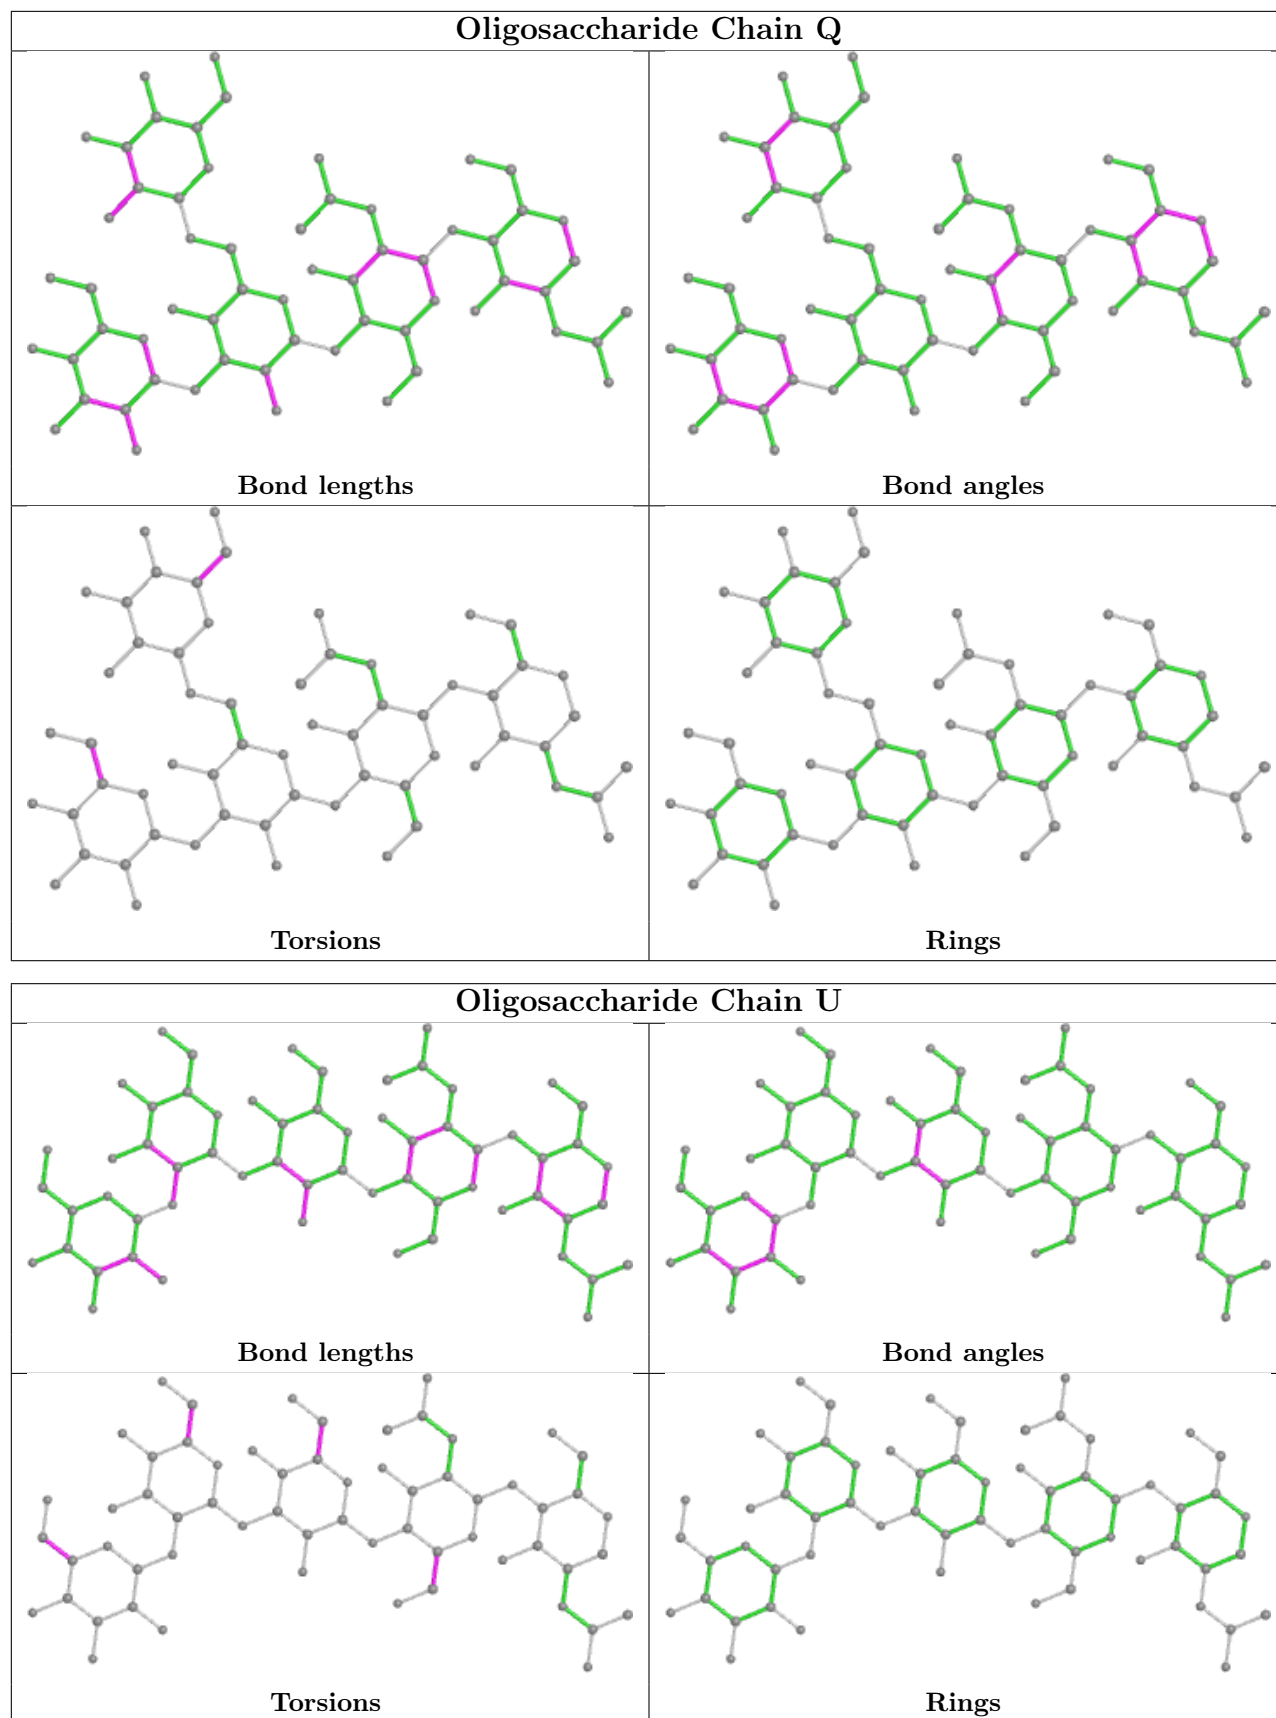 Oligosaccharide Chain Q
Bond lengths
Bond angles
Torsions
Rings
Oligosaccharide Chain U
Bond lengths
Bond angles
Torsions
Rings